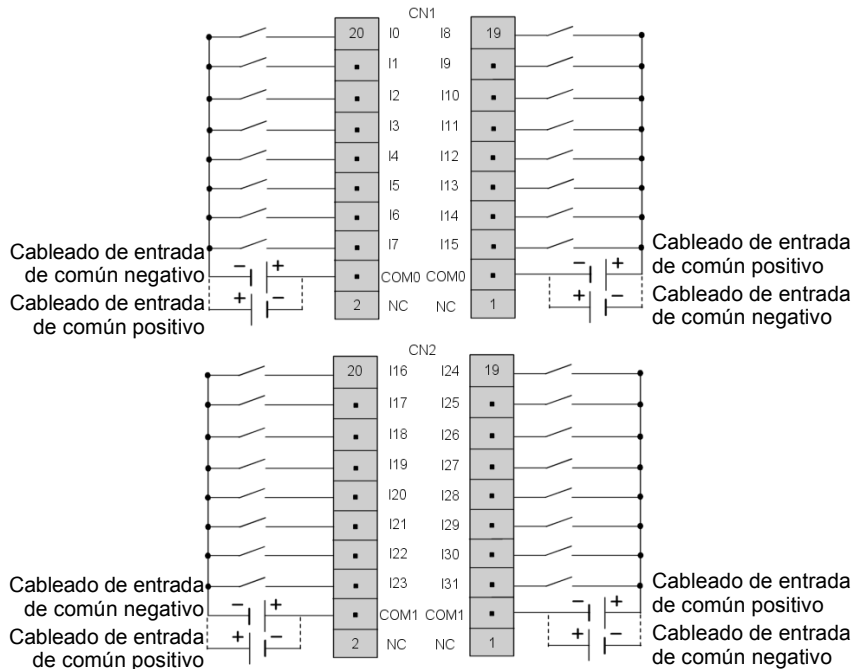 CN1
20 I0 I8 19
I1 I9
I2 I10
I3 I11
I4 I12
I5 I13
I6 I14
I7 I15
Cableado de entrada
de común negativo
− + COM0 COM0 − +
Cableado de entrada
de común positivo
Cableado de entrada
de común positivo
+ − 2 NC NC 1 + −
Cableado de entrada
de común negativo
CN2
20 I16 I24 19
I17 I25
I18 I26
I19 I27
I20 I28
I21 I29
I22 I30
I23 I31
Cableado de entrada
de común negativo
− + COM1 COM1 − +
Cableado de entrada
de común positivo
Cableado de entrada
de común positivo
+ − 2 NC NC 1 + −
Cableado de entrada
de común negativo